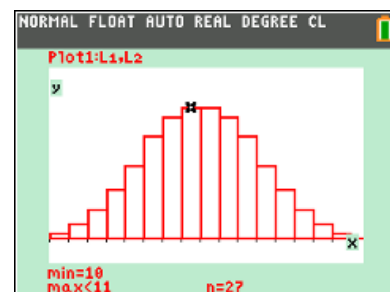 NORMAL FLOAT AUTO REAL DEGREE CL
Plot1:L1,L2
y
x
min=10
max<11 n=27